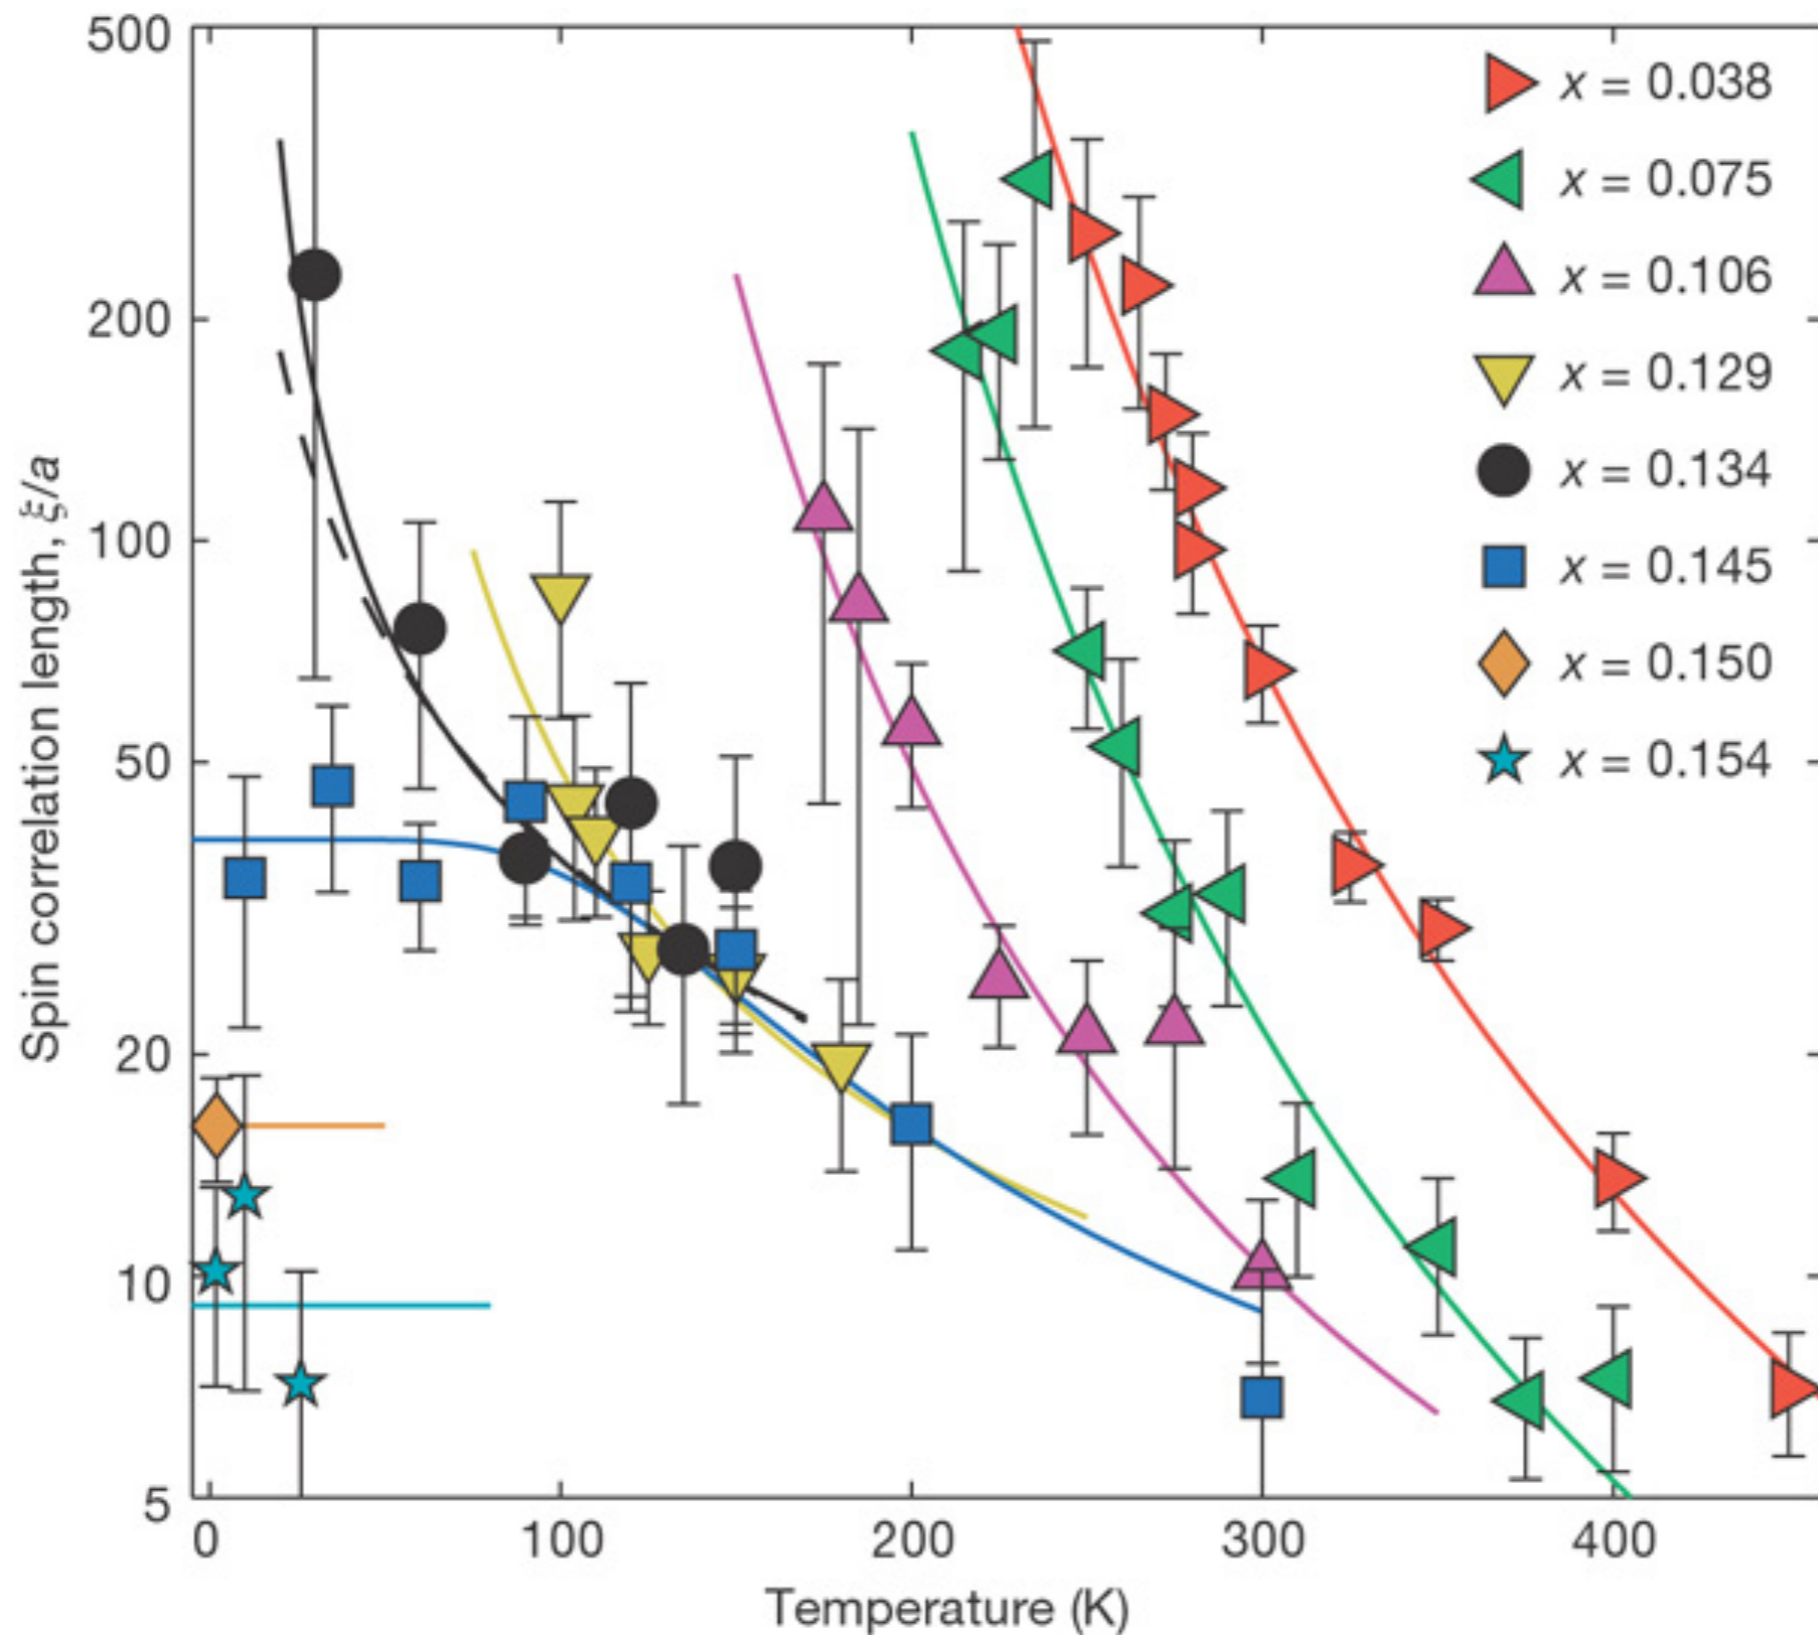 500
200
100
50
20
10
5
Spin correlation length, ξ/a
0
100
200
300
400
Temperature (K)
x = 0.038
x = 0.075
x = 0.106
x = 0.129
x = 0.134
x = 0.145
x = 0.150
x = 0.154